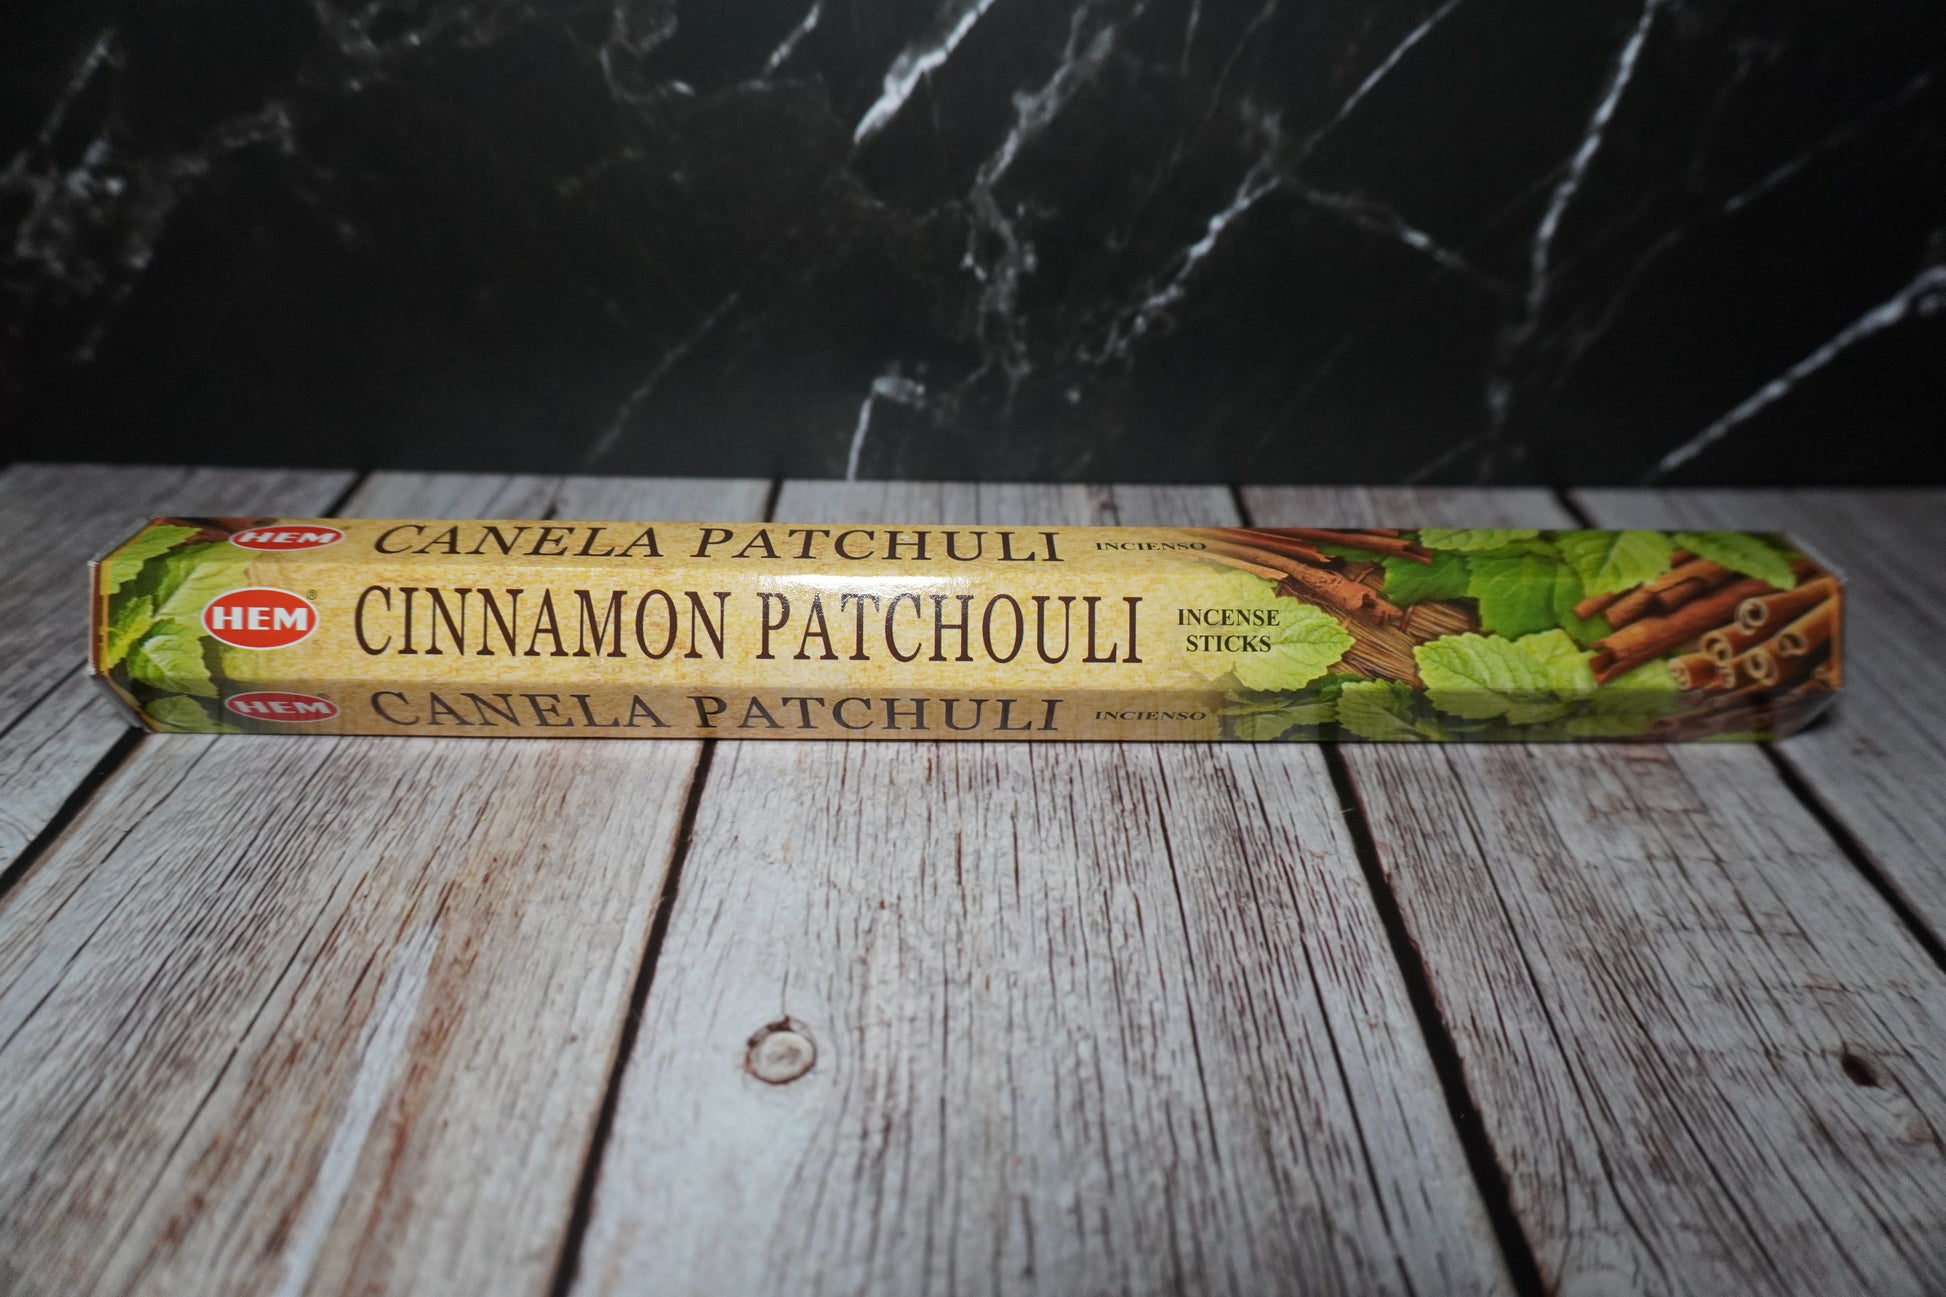 HEM CANELA PATCHULI INCIENSO
HEM® CINNAMON PATCHOULI INCENSE
STICKS
HEM CANELA PATCHULI INCIENSO